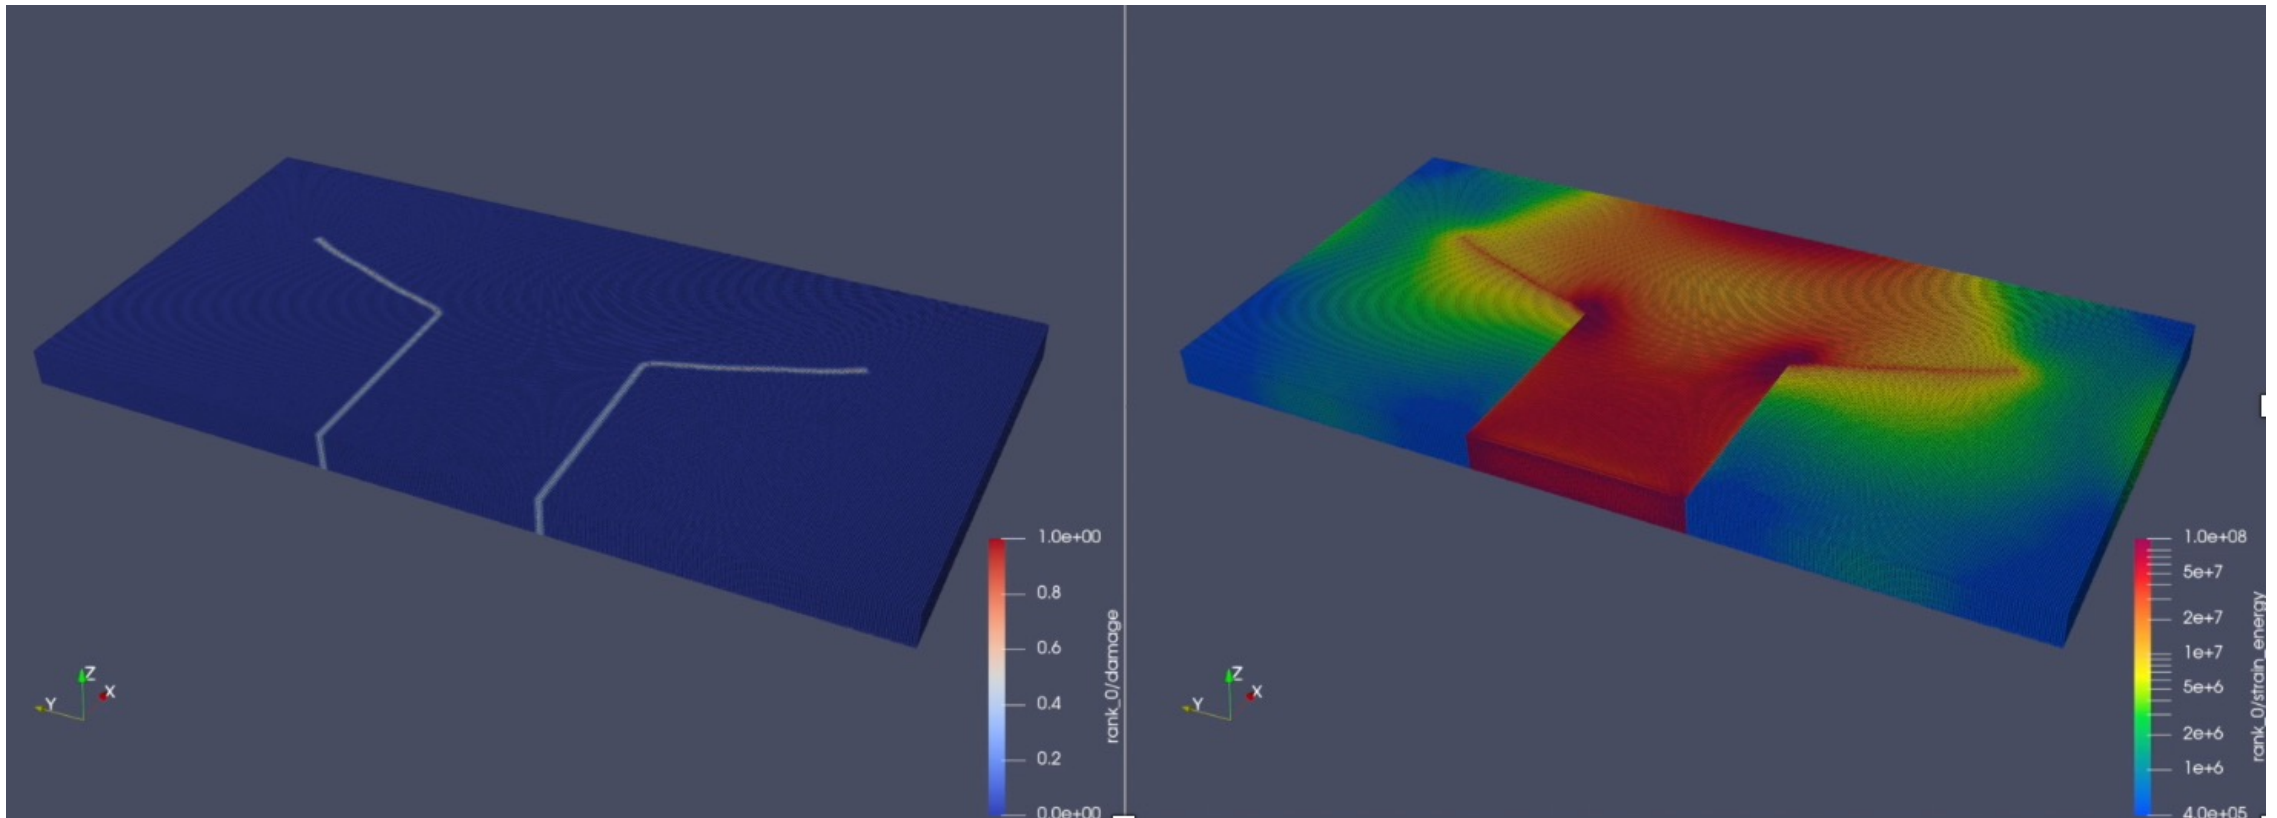 1.0e+00
0.8
0.6
0.4
0.2
0.0e+00
rank_0/damage
Z
Y
X
1.0e+08
5e+7
2e+7
1e+7
5e+6
2e+6
1e+6
4.0e+05
rank_0/strain_energy
Z
Y
X